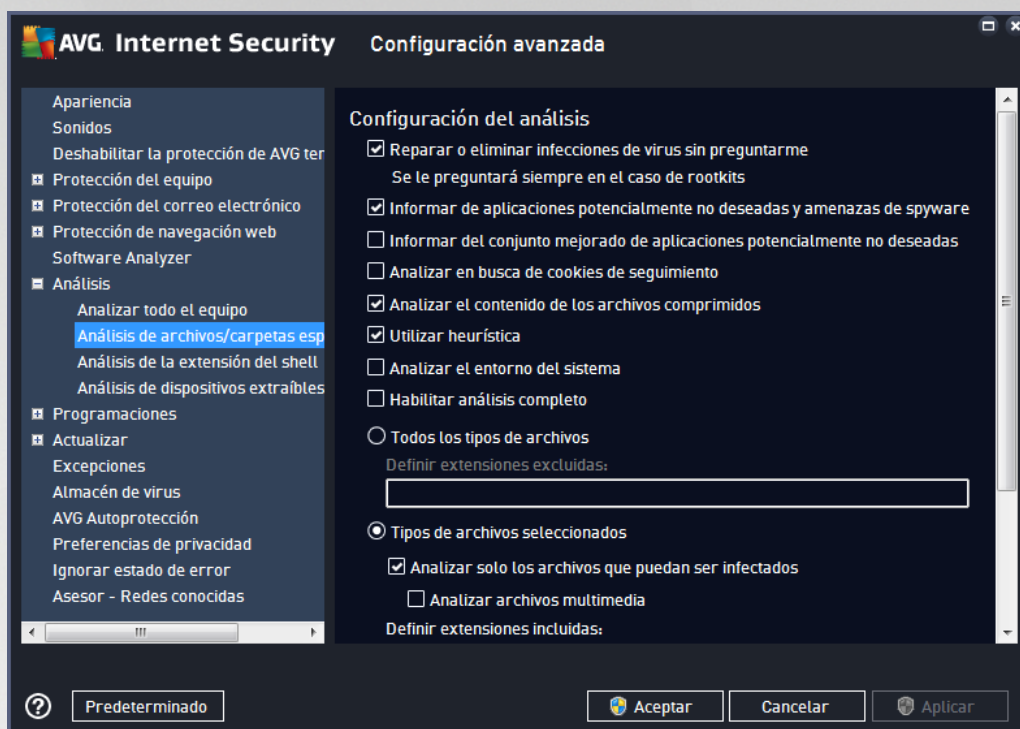 AVG. Internet Security
Configuración avanzada
Apariencia
Sonidos
Deshabilitar la protección de AVG ter
Protección del equipo
Protección del correo electrónico
Protección de navegación web
Software Analyzer
Análisis
Analizar todo el equipo
Análisis de archivos/carpetas esp
Análisis de la extensión del shell
Análisis de dispositivos extraíbles
Programaciones
Actualizar
Excepciones
Almacén de virus
AVG Autoprotección
Preferencias de privacidad
Ignorar estado de error
Asesor - Redes conocidas
Configuración del análisis
Reparar o eliminar infecciones de virus sin preguntarme
Se le preguntará siempre en el caso de rootkits
Informar de aplicaciones potencialmente no deseadas y amenazas de spyware
Informar del conjunto mejorado de aplicaciones potencialmente no deseadas
Analizar en busca de cookies de seguimiento
Analizar el contenido de los archivos comprimidos
Utilizar heurística
Analizar el entorno del sistema
Habilitar análisis completo
Todos los tipos de archivos
Definir extensiones excluidas:
Tipos de archivos seleccionados
Analizar solo los archivos que puedan ser infectados
Analizar archivos multimedia
Definir extensiones incluidas:
Predeterminado
Aceptar
Cancelar
Aplicar